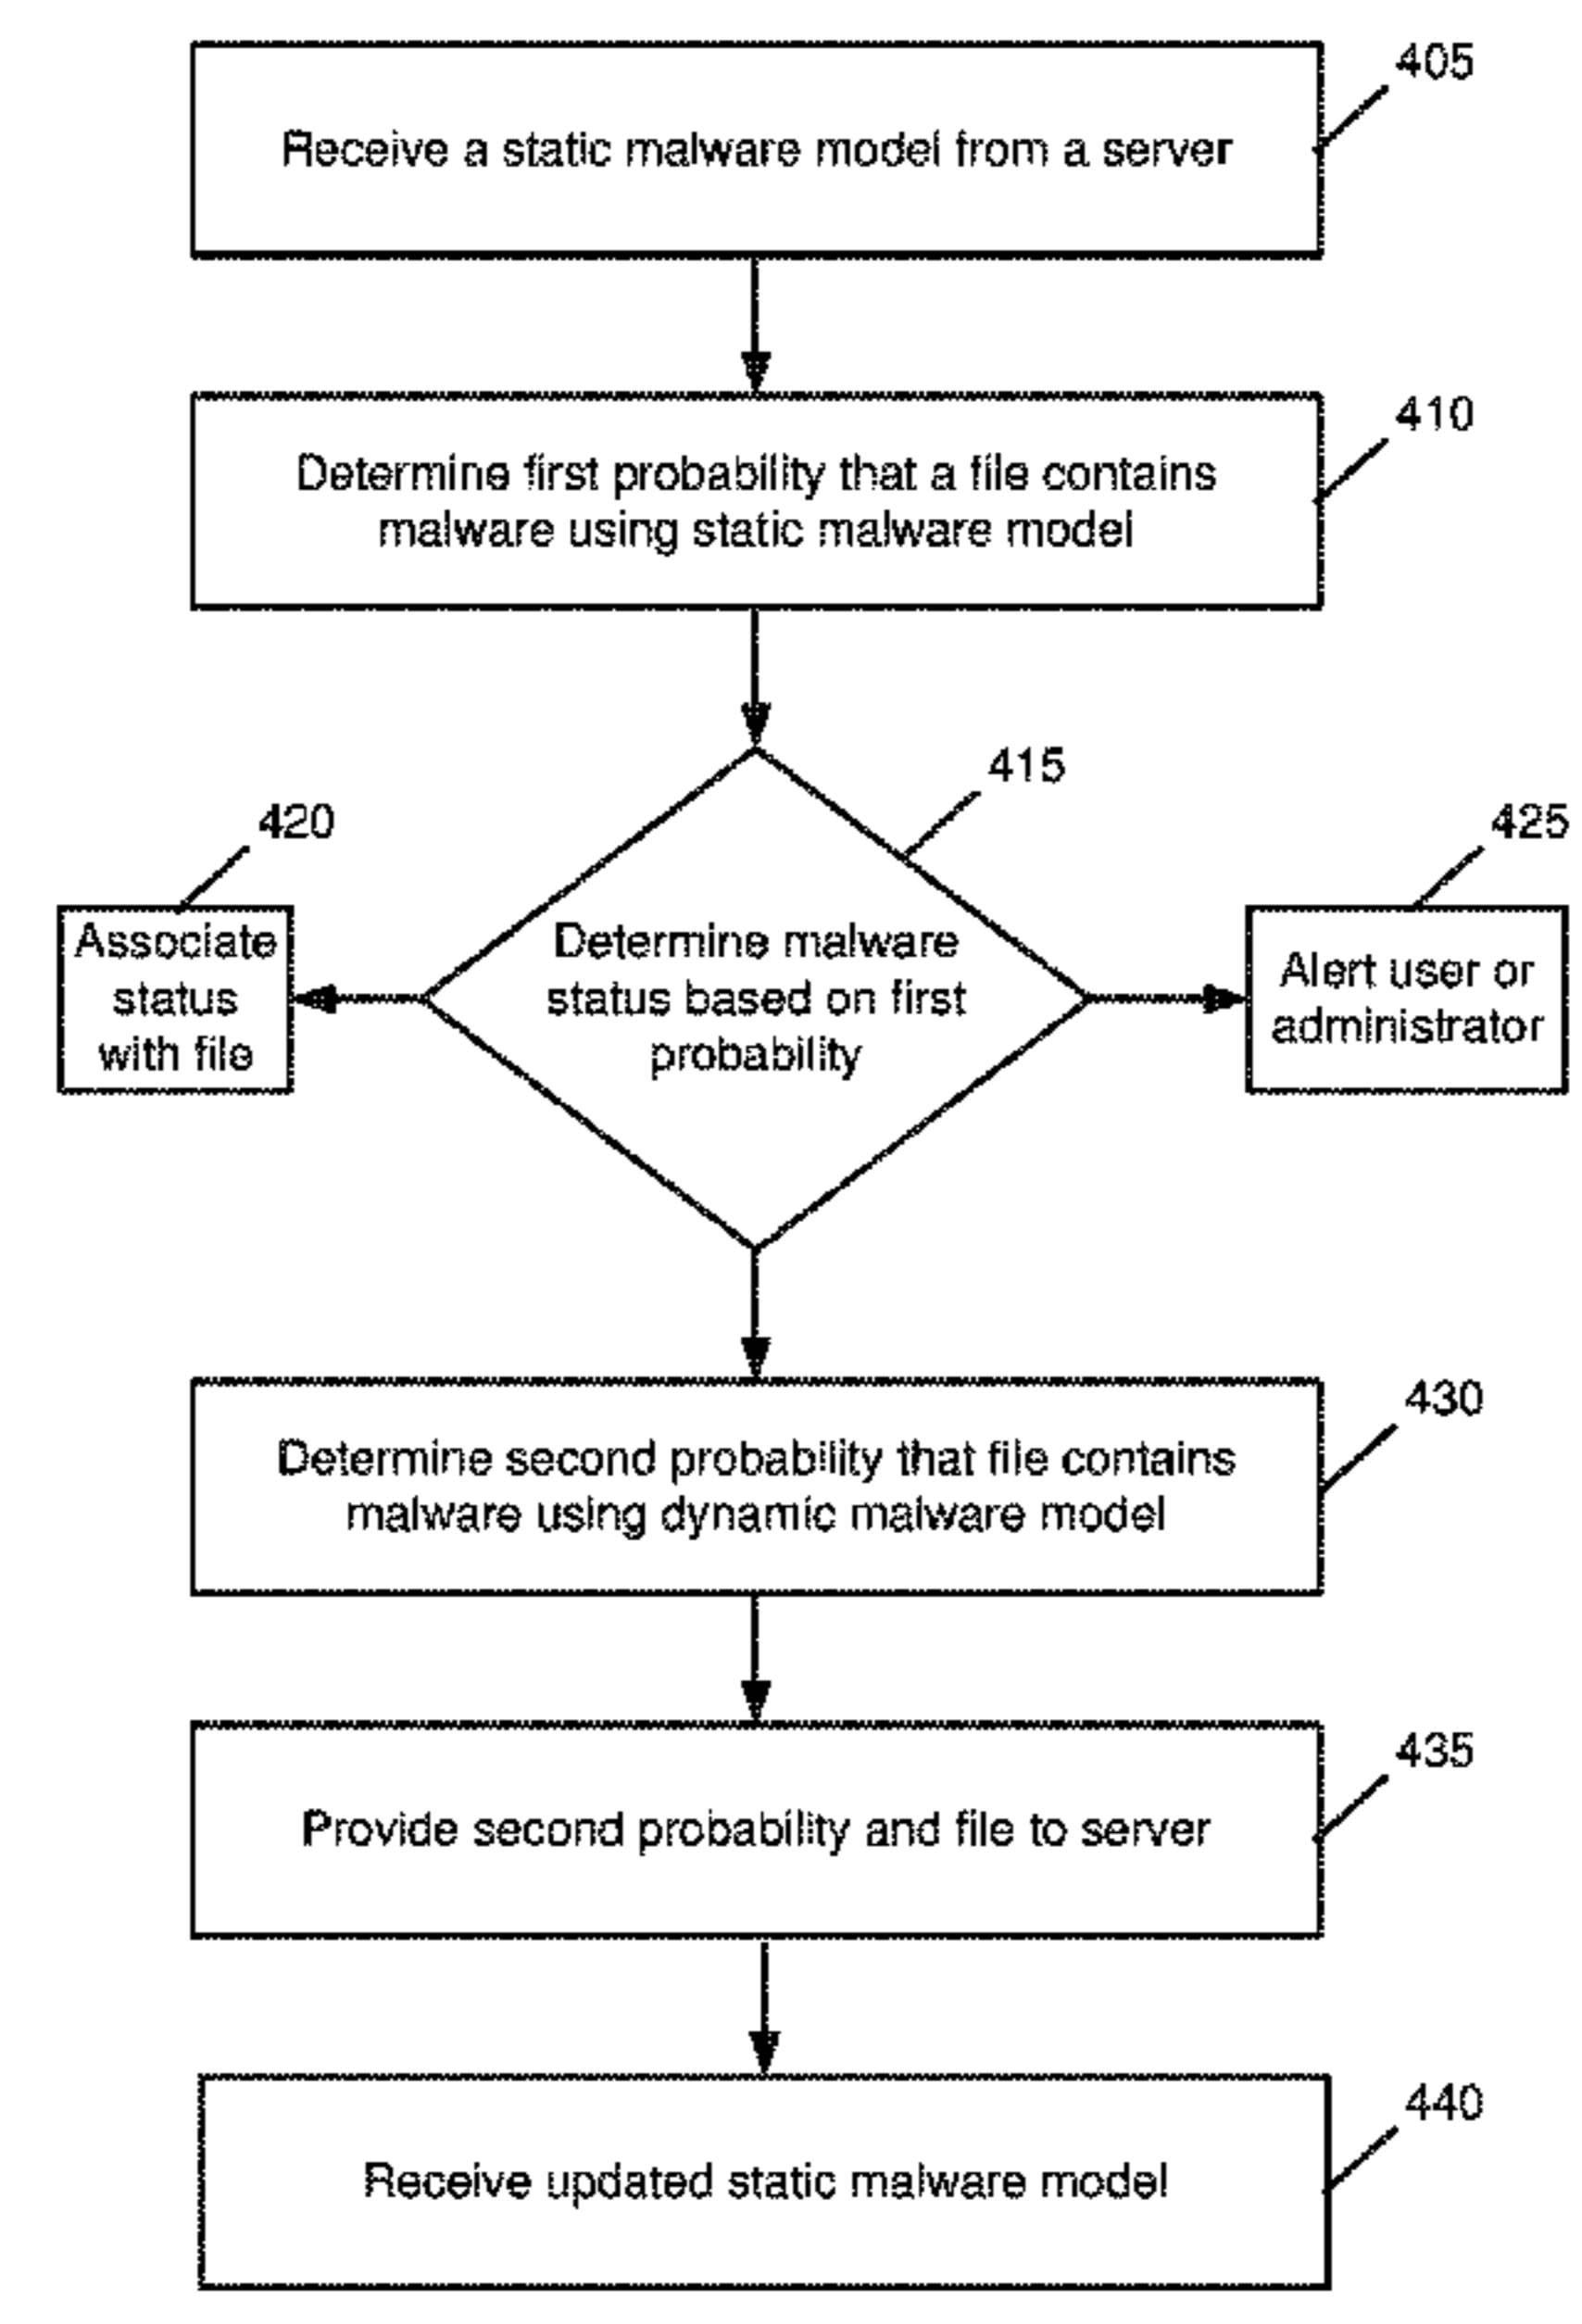 405
Receive a static malware model from a server
410
Determine first probability that a file contains
malware using static malware model
415
420
425
Associate
status
with file
Determine malware
status based on first
probability
Alert user or
administrator
430
Determine second probability that file contains
malware using dynamic malware model
435
Provide second probability and file to server
440
Receive updated static malware model